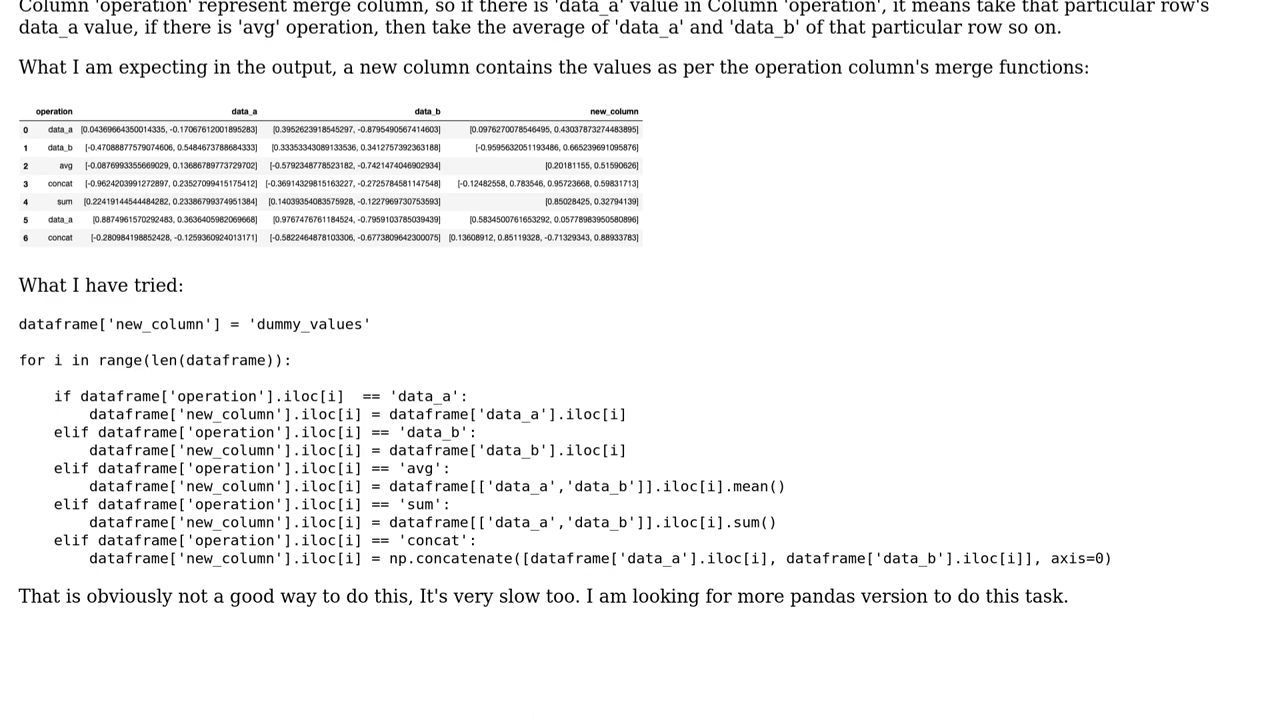 Column 'operation' represent merge column, so if there is 'data_a' value in Column 'operation', it means take that particular row's
data_a value, if there is 'avg' operation, then take the average of 'data_a' and 'data_b' of that particular row so on.
What I am expecting in the output, a new column contains the values as per the operation column's merge functions:
operation data_a data_b new_column
0 data_a [0.04369664350014335, -0.17067612001895283] [0.3952623918545297, -0.8795490567414603] [0.0976270078546495, 0.43037873274483895]
1 data_b [-0.47088877579074606, 0.5484673788684333] [0.33353343089133536, 0.3412757392363188] [-0.9595632051193486, 0.665239691095876]
2 avg [-0.0876993355669029, 0.13686789773729702] [-0.5792348778523182, -0.7421474046902934] [0.20181155, 0.51590626]
3 concat [-0.9624203991272897, 0.23527099415175412] [-0.36914329815163227, -0.2725784581147548] [-0.12482558, 0.783546, 0.95723668, 0.59831713]
4 sum [0.22419144544484282, 0.23386799374951384] [0.14039354083575928, -0.1227969730753593] [0.85028425, 0.32794139]
5 data_a [0.8874961570292483, 0.3636405982069668] [0.9767476761184524, -0.7959103785039439] [0.5834500761653292, 0.05778983950580896]
6 concat [-0.280984198852428, -0.1259360924013171] [-0.5822464878103306, -0.6773809642300075] [0.13608912, 0.85119328, -0.71329343, 0.88933783]
What I have tried:
dataframe['new_column'] = 'dummy_values'
for i in range(len(dataframe)):
    if dataframe['operation'].iloc[i]  == 'data_a':
        dataframe['new_column'].iloc[i] = dataframe['data_a'].iloc[i]
    elif dataframe['operation'].iloc[i] == 'data_b':
        dataframe['new_column'].iloc[i] = dataframe['data_b'].iloc[i]
    elif dataframe['operation'].iloc[i] == 'avg':
        dataframe['new_column'].iloc[i] = dataframe[['data_a','data_b']].iloc[i].mean()
    elif dataframe['operation'].iloc[i] == 'sum':
        dataframe['new_column'].iloc[i] = dataframe[['data_a','data_b']].iloc[i].sum()
    elif dataframe['operation'].iloc[i] == 'concat':
        dataframe['new_column'].iloc[i] = np.concatenate([dataframe['data_a'].iloc[i], dataframe['data_b'].iloc[i]], axis=0)
That is obviously not a good way to do this, It's very slow too. I am looking for more pandas version to do this task.